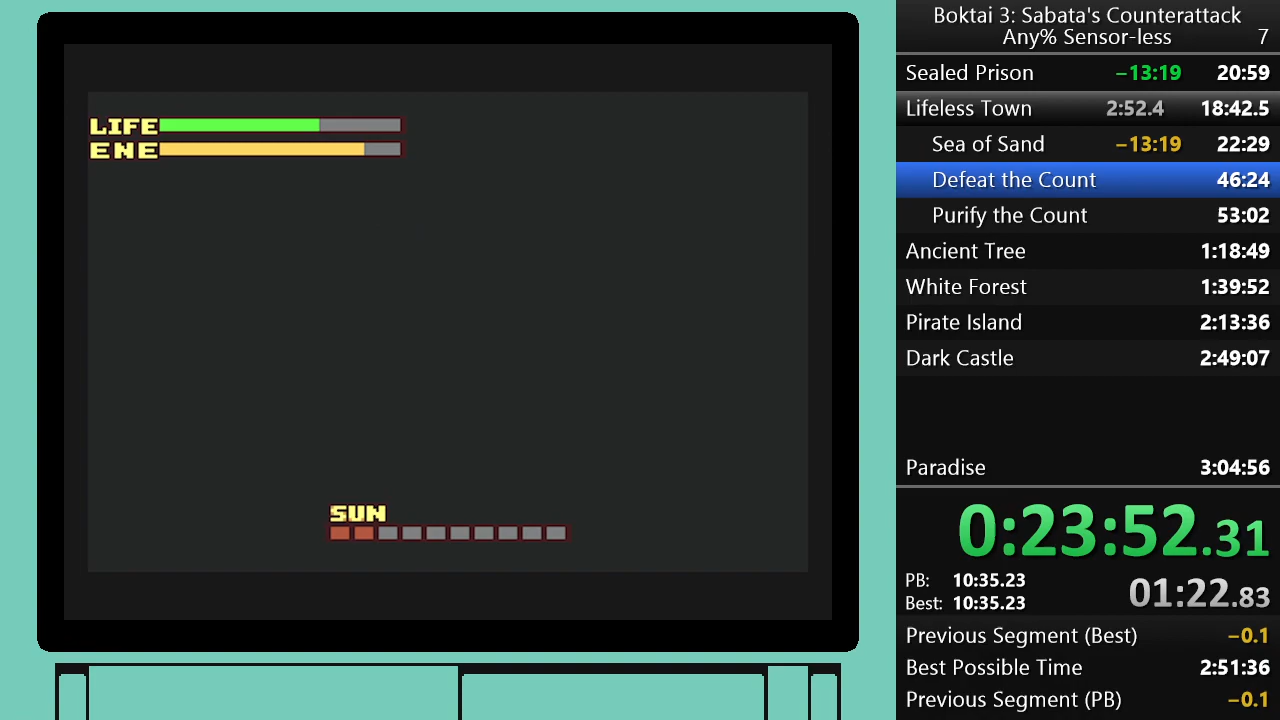 LIFE
ENE
SUN
Boktai 3: Sabata's Counterattack
Any% Sensor-less 7
Sealed Prison −13:19 20:59
Lifeless Town 2:52.4 18:42.5
Sea of Sand −13:19 22:29
Defeat the Count 46:24
Purify the Count 53:02
Ancient Tree 1:18:49
White Forest 1:39:52
Pirate Island 2:13:36
Dark Castle 2:49:07
Paradise 3:04:56
0:23:52.31
PB: 10:35.23
Best: 10:35.23
01:22.83
Previous Segment (Best) −0.1
Best Possible Time 2:51:36
Previous Segment (PB) −0.1